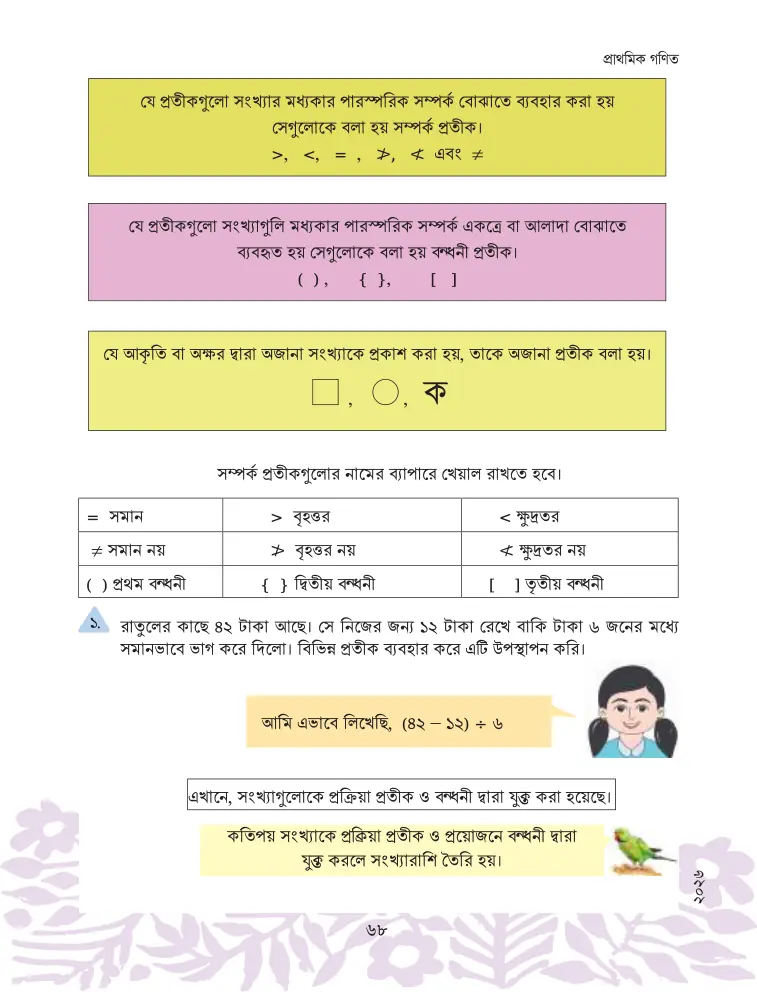 প্রাথমিক গণিত
যে প্রতীকগুলো সংখ্যার মধ্যকার পারস্পরিক সম্পর্ক বোঝাতে ব্যবহার করা হয়
সেগুলোকে বলা হয় সম্পর্ক প্রতীক।
>, <, = , ≯, ≮ এবং ≠
যে প্রতীকগুলো সংখ্যাগুলি মধ্যকার পারস্পরিক সম্পর্ক একত্রে বা আলাদা বোঝাতে
ব্যবহৃত হয় সেগুলোকে বলা হয় বন্ধনী প্রতীক।
( ) , { }, [ ]
যে আকৃতি বা অক্ষর দ্বারা অজানা সংখ্যাকে প্রকাশ করা হয়, তাকে অজানা প্রতীক বলা হয়।
□ , ○, ক
সম্পর্ক প্রতীকগুলোর নামের ব্যাপারে খেয়াল রাখতে হবে।
= সমান > বৃহত্তর < ক্ষুদ্রতর
≠ সমান নয় ≯ বৃহত্তর নয় ≮ ক্ষুদ্রতর নয়
( ) প্রথম বন্ধনী { } দ্বিতীয় বন্ধনী [ ] তৃতীয় বন্ধনী
১. রাতুলের কাছে ৪২ টাকা আছে। সে নিজের জন্য ১২ টাকা রেখে বাকি টাকা ৬ জনের মধ্যে
সমানভাবে ভাগ করে দিলো। বিভিন্ন প্রতীক ব্যবহার করে এটি উপস্থাপন করি।
আমি এভাবে লিখেছি, (৪২ – ১২) ÷ ৬
এখানে, সংখ্যাগুলোকে প্রক্রিয়া প্রতীক ও বন্ধনী দ্বারা যুক্ত করা হয়েছে।
কতিপয় সংখ্যাকে প্রক্রিয়া প্রতীক ও প্রয়োজনে বন্ধনী দ্বারা
যুক্ত করলে সংখ্যারাশি তৈরি হয়।
২০২৬
৬৮